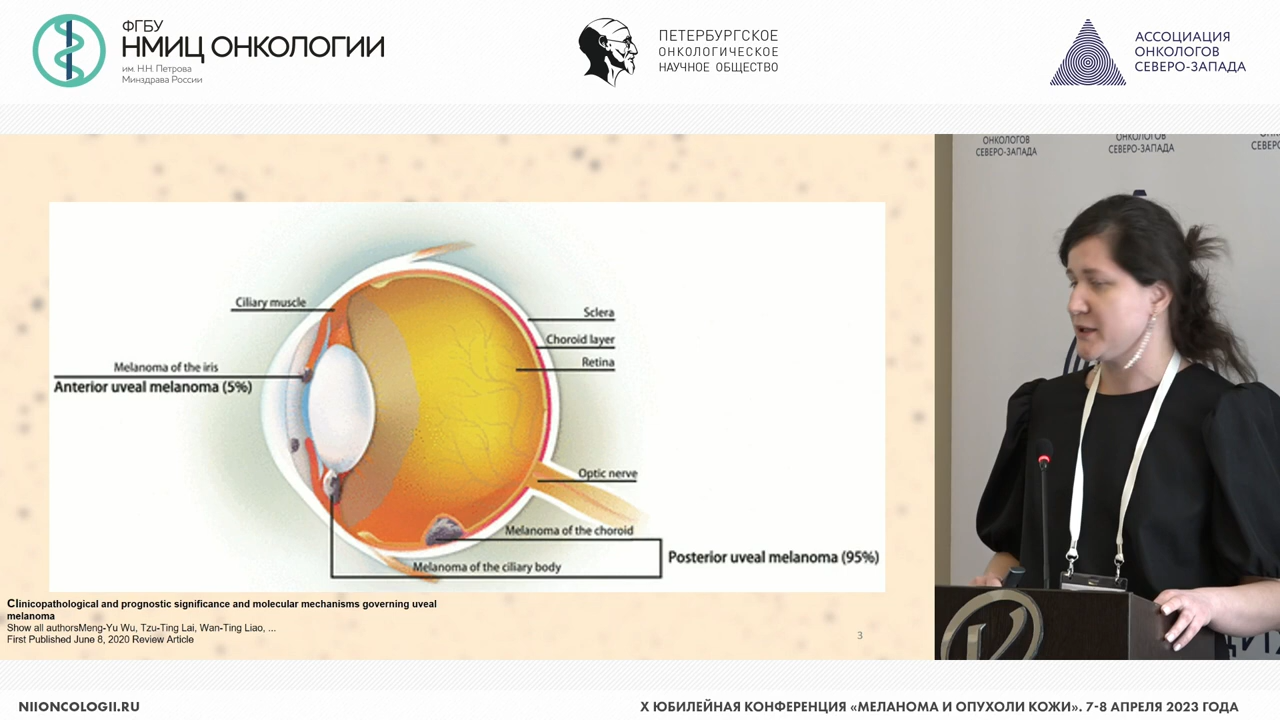 ФГБУ
НМИЦ ОНКОЛОГИИ
им. Н.Н. Петрова
Минздрава России
ПЕТЕРБУРГСКОЕ
ОНКОЛОГИЧЕСКОЕ
НАУЧНОЕ ОБЩЕСТВО
АССОЦИАЦИЯ
ОНКОЛОГОВ
СЕВЕРО-ЗАПАДА
Ciliary muscle
Melanoma of the iris
Anterior uveal melanoma (5%)
Sclera
Choroid layer
Retina
Optic nerve
Melanoma of the choroid
Posterior uveal melanoma (95%)
Melanoma of the ciliary body
Clinicopathological and prognostic significance and molecular mechanisms governing uveal
melanoma
Show all authorsMeng-Yu Wu, Tzu-Ting Lai, Wan-Ting Liao, ...
First Published June 8, 2020 Review Article
3
ОНКОЛОГОВ
СЕВЕРО-ЗАПАДА
ОНКОЛОГОВ
СЕВЕРО-ЗАПАДА
NIIONCOLOGII.RU
X ЮБИЛЕЙНАЯ КОНФЕРЕНЦИЯ «МЕЛАНОМА И ОПУХОЛИ КОЖИ». 7-8 АПРЕЛЯ 2023 ГОДА